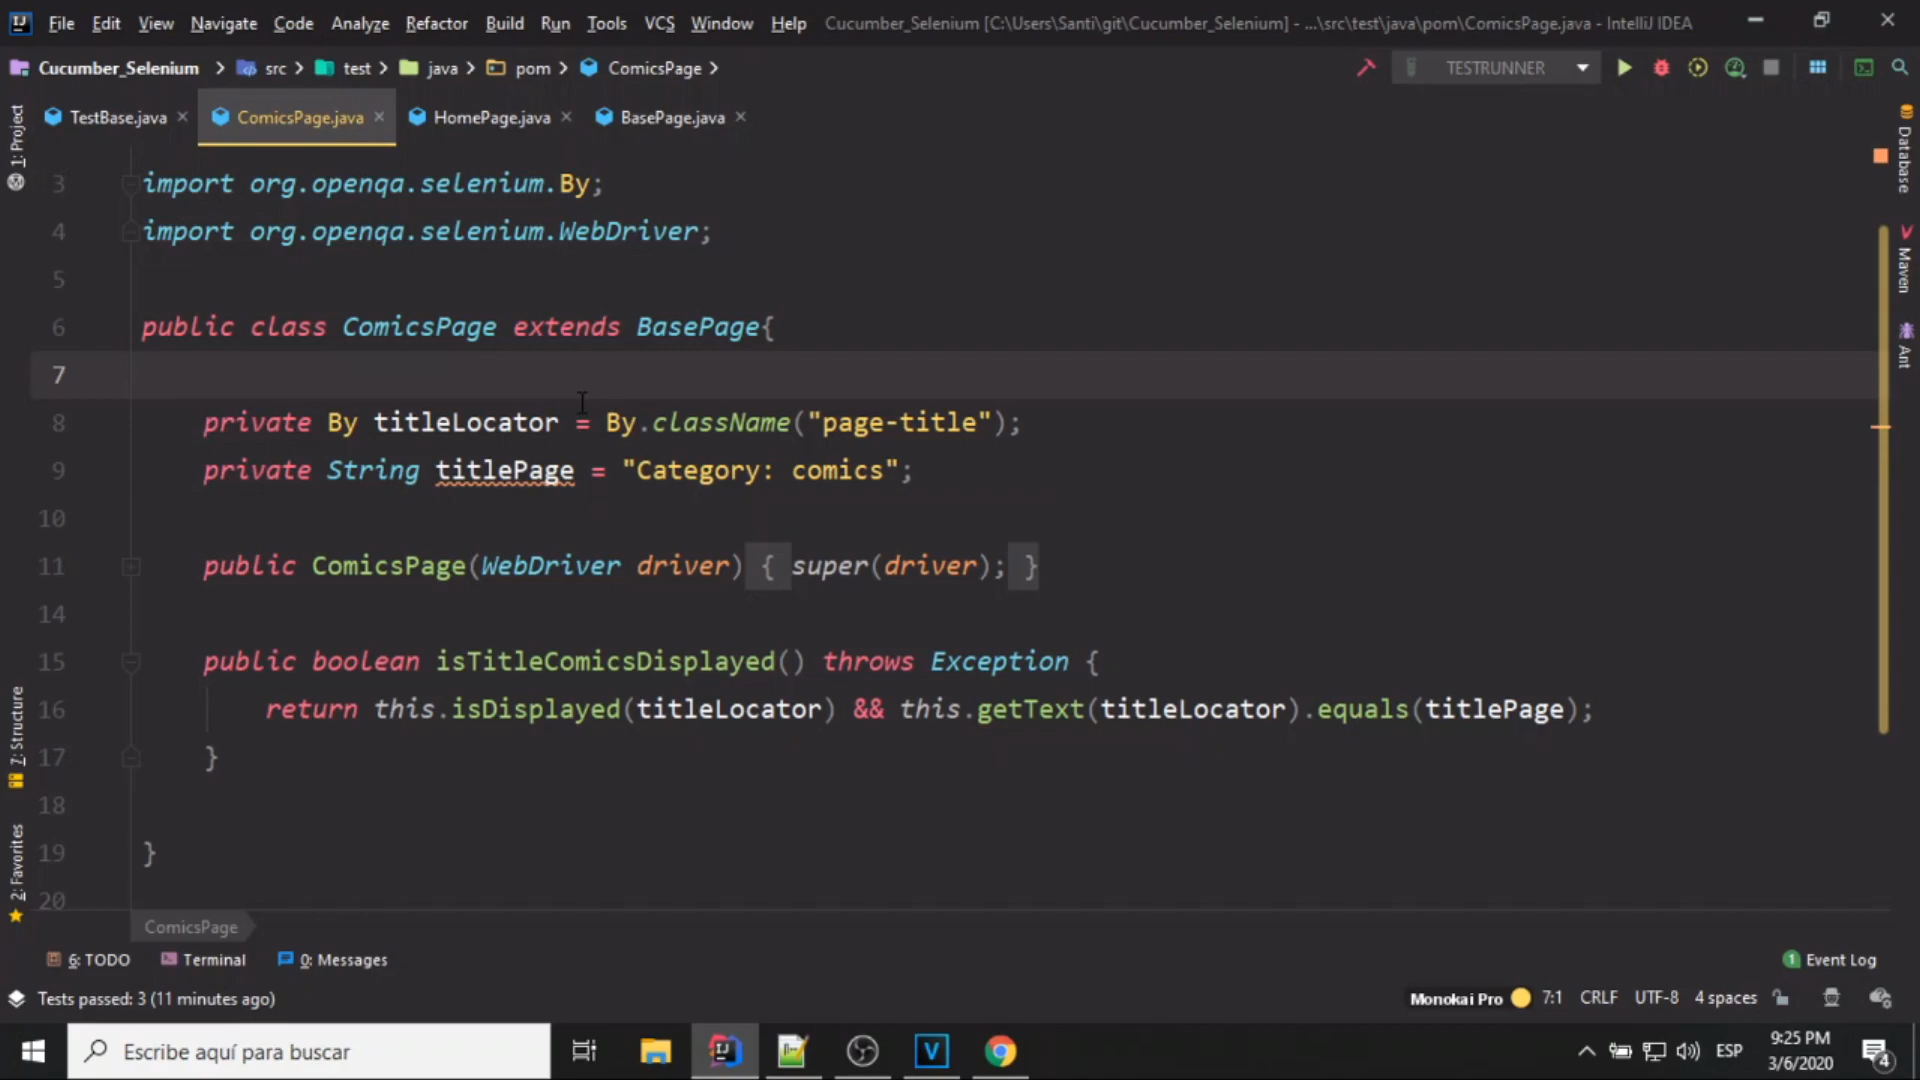 File Edit View Navigate Code Analyze Refactor Build Run Tools VCS Window Help Cucumber_Selenium [C:\Users\Santi\git\Cucumber_Selenium] - ...\src\test\java\pom\ComicsPage.java - IntelliJ IDEA
Cucumber_Selenium src test java pom ComicsPage TESTRUNNER
TestBase.java ComicsPage.java HomePage.java BasePage.java
1: Project
7: Structure
2: Favorites
Database
Maven
Ant
3 import org.openqa.selenium.By;
4 import org.openqa.selenium.WebDriver;
5
6 public class ComicsPage extends BasePage{
7
8 private By titleLocator = By.className("page-title");
9 private String titlePage = "Category: comics";
10
11 public ComicsPage(WebDriver driver) { super(driver); }
14
15 public boolean isTitleComicsDisplayed() throws Exception {
16 return this.isDisplayed(titleLocator) && this.getText(titleLocator).equals(titlePage);
17 }
18
19 }
20
ComicsPage
6: TODO Terminal 0: Messages 1 Event Log
Tests passed: 3 (11 minutes ago) Monokai Pro 7:1 CRLF UTF-8 4 spaces
Escribe aquí para buscar
ESP
9:25 PM
3/6/2020
4